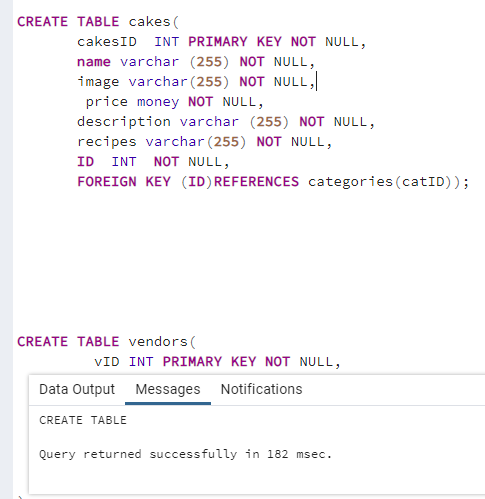 CREATE TABLE cakes(
cakesID INT PRIMARY KEY NOT NULL,
name varchar (255) NOT NULL,
image varchar(255) NOT NULL,
price money NOT NULL,
description varchar (255) NOT NULL,
recipes varchar(255) NOT NULL,
ID INT NOT NULL,
FOREIGN KEY (ID)REFERENCES categories(catID));
CREATE TABLE vendors(
vID INT PRIMARY KEY NOT NULL,
Data Output Messages Notifications
CREATE TABLE
Query returned successfully in 182 msec.